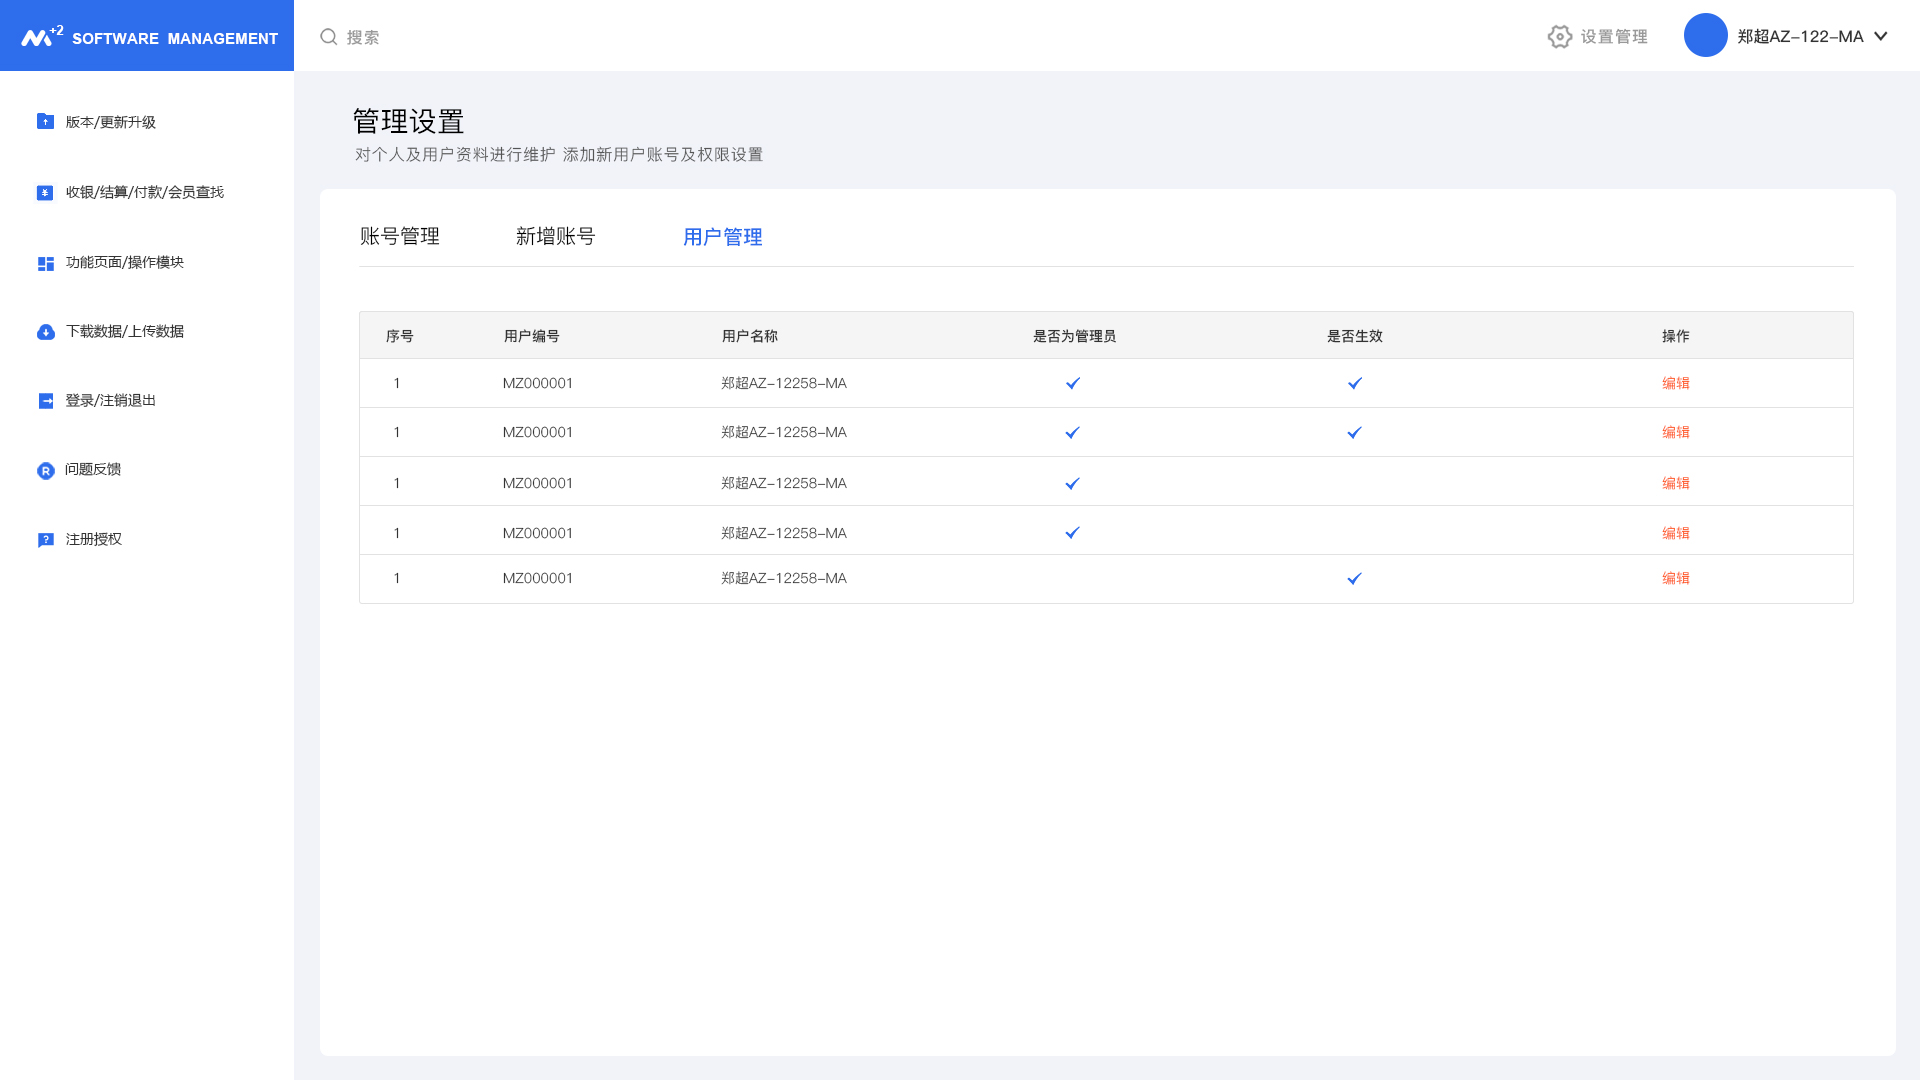 M+2 SOFTWARE MANAGEMENT
搜索
设置管理
郑超AZ-122-MA
版本/更新升级
收银/结算/付款/会员查找
功能页面/操作模块
下载数据/上传数据
登录/注销退出
问题反馈
注册授权
管理设置
对个人及用户资料进行维护 添加新用户账号及权限设置
账号管理 新增账号 用户管理
序号 用户编号 用户名称 是否为管理员 是否生效 操作
1 MZ000001 郑超AZ-12258-MA 编辑
1 MZ000001 郑超AZ-12258-MA 编辑
1 MZ000001 郑超AZ-12258-MA 编辑
1 MZ000001 郑超AZ-12258-MA 编辑
1 MZ000001 郑超AZ-12258-MA 编辑